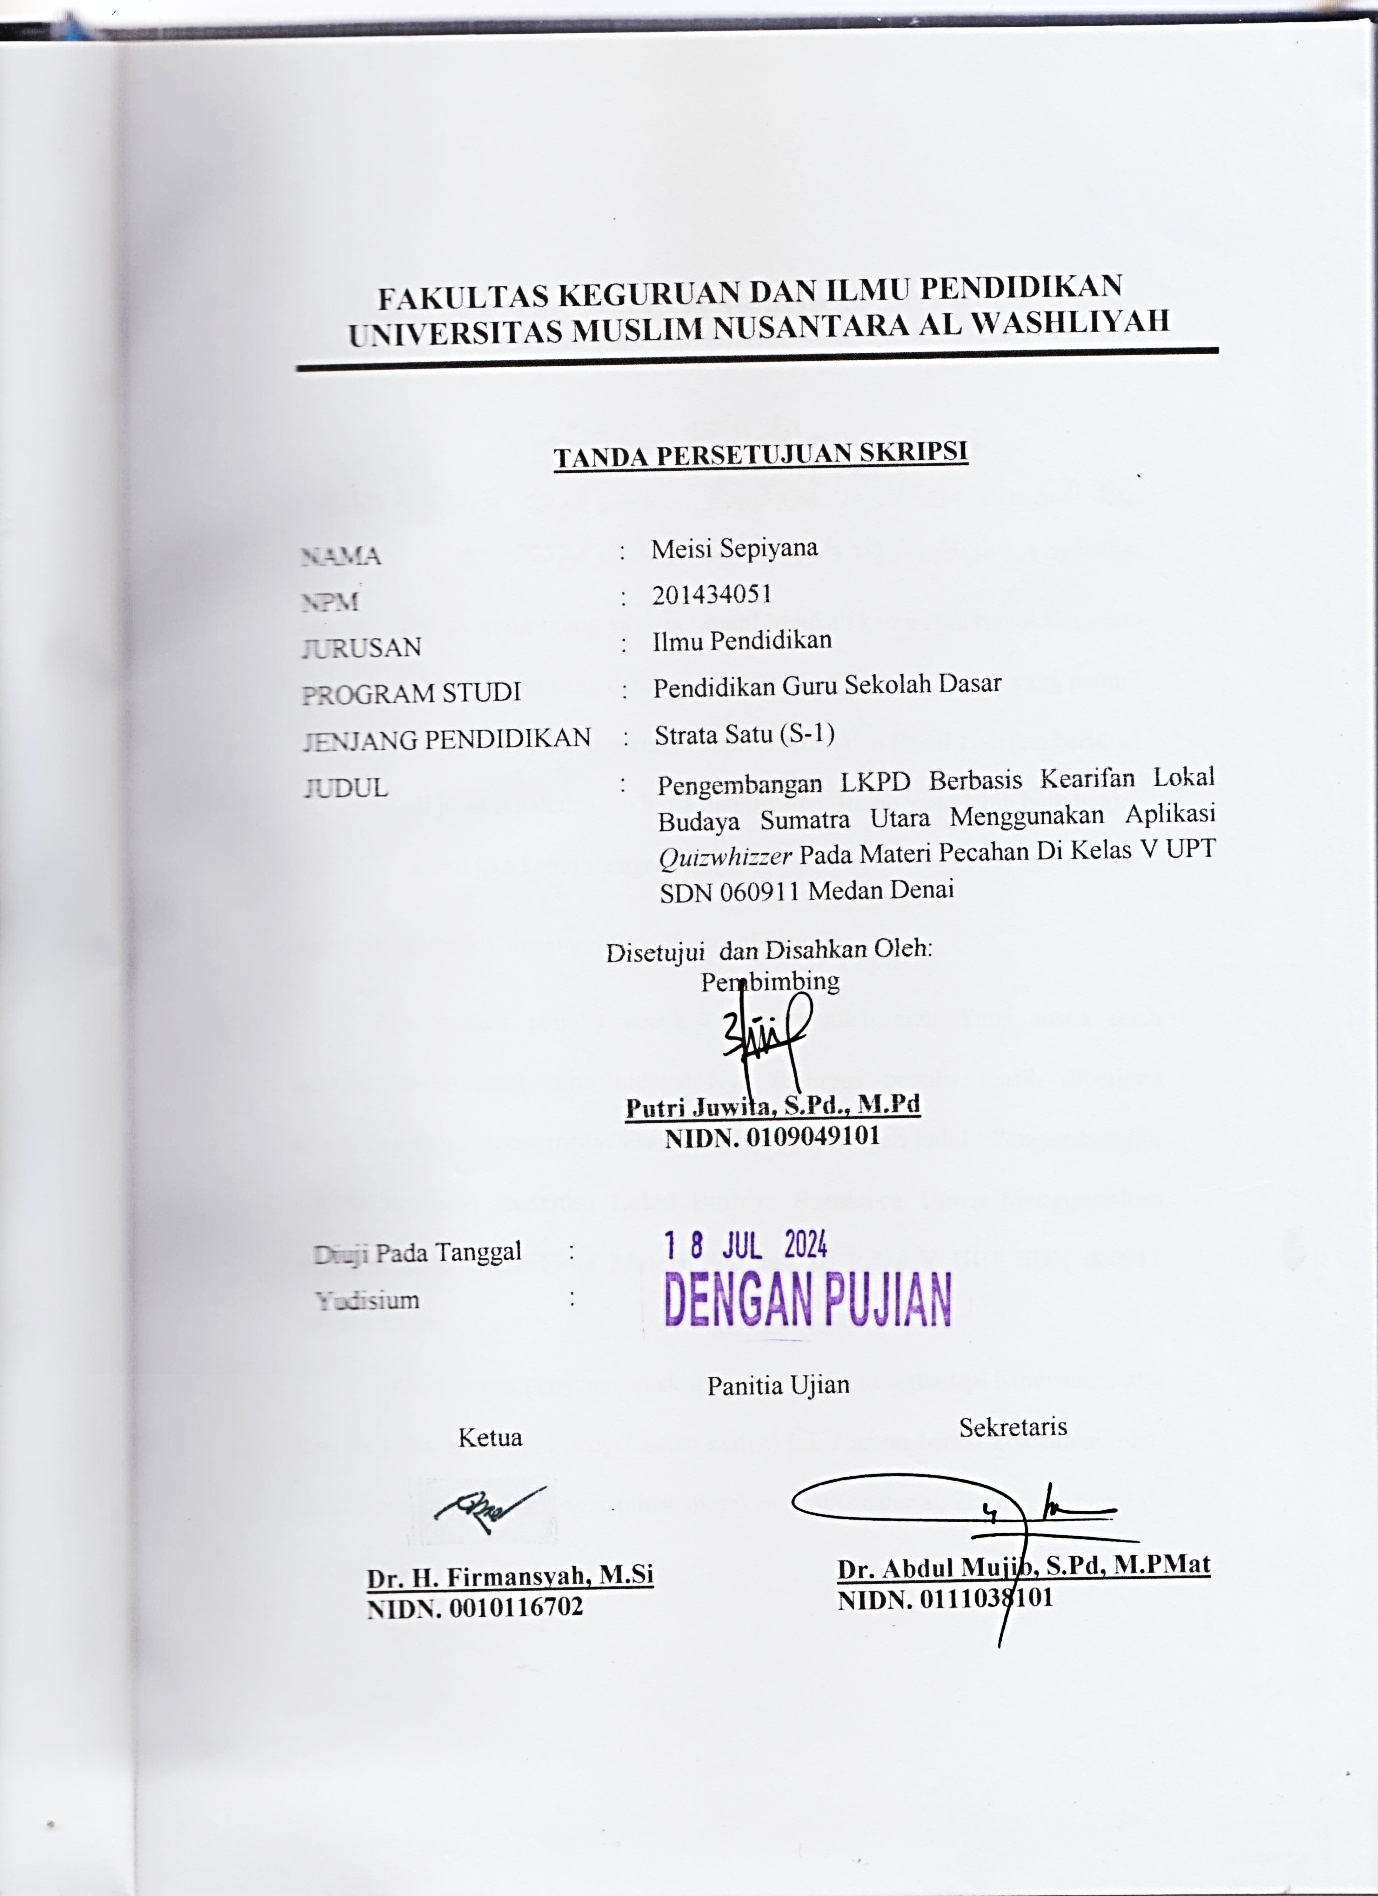 FAKULTAS KEGURUAN DAN ILMU PENDIDIKAN
UNIVERSITAS MUSLIM NUSANTARA AL WASHLIYAH
TANDA PERSETUJUAN SKRIPSI
NAMA : Meisi Sepiyana
NPM : 201434051
JURUSAN : Ilmu Pendidikan
PROGRAM STUDI : Pendidikan Guru Sekolah Dasar
JENJANG PENDIDIKAN : Strata Satu (S-1)
JUDUL : Pengembangan LKPD Berbasis Kearifan Lokal
Budaya Sumatra Utara Menggunakan Aplikasi
Quizwhizzer Pada Materi Pecahan Di Kelas V UPT
SDN 060911 Medan Denai
Disetujui dan Disahkan Oleh:
Pembimbing
Putri Juwita, S.Pd., M.Pd
NIDN. 0109049101
Diuji Pada Tanggal : 18 JUL 2024
Yudisium : DENGAN PUJIAN
Panitia Ujian
Ketua Sekretaris
Dr. H. Firmansyah, M.Si Dr. Abdul Mujib, S.Pd, M.PMat
NIDN. 0010116702 NIDN. 0111038101